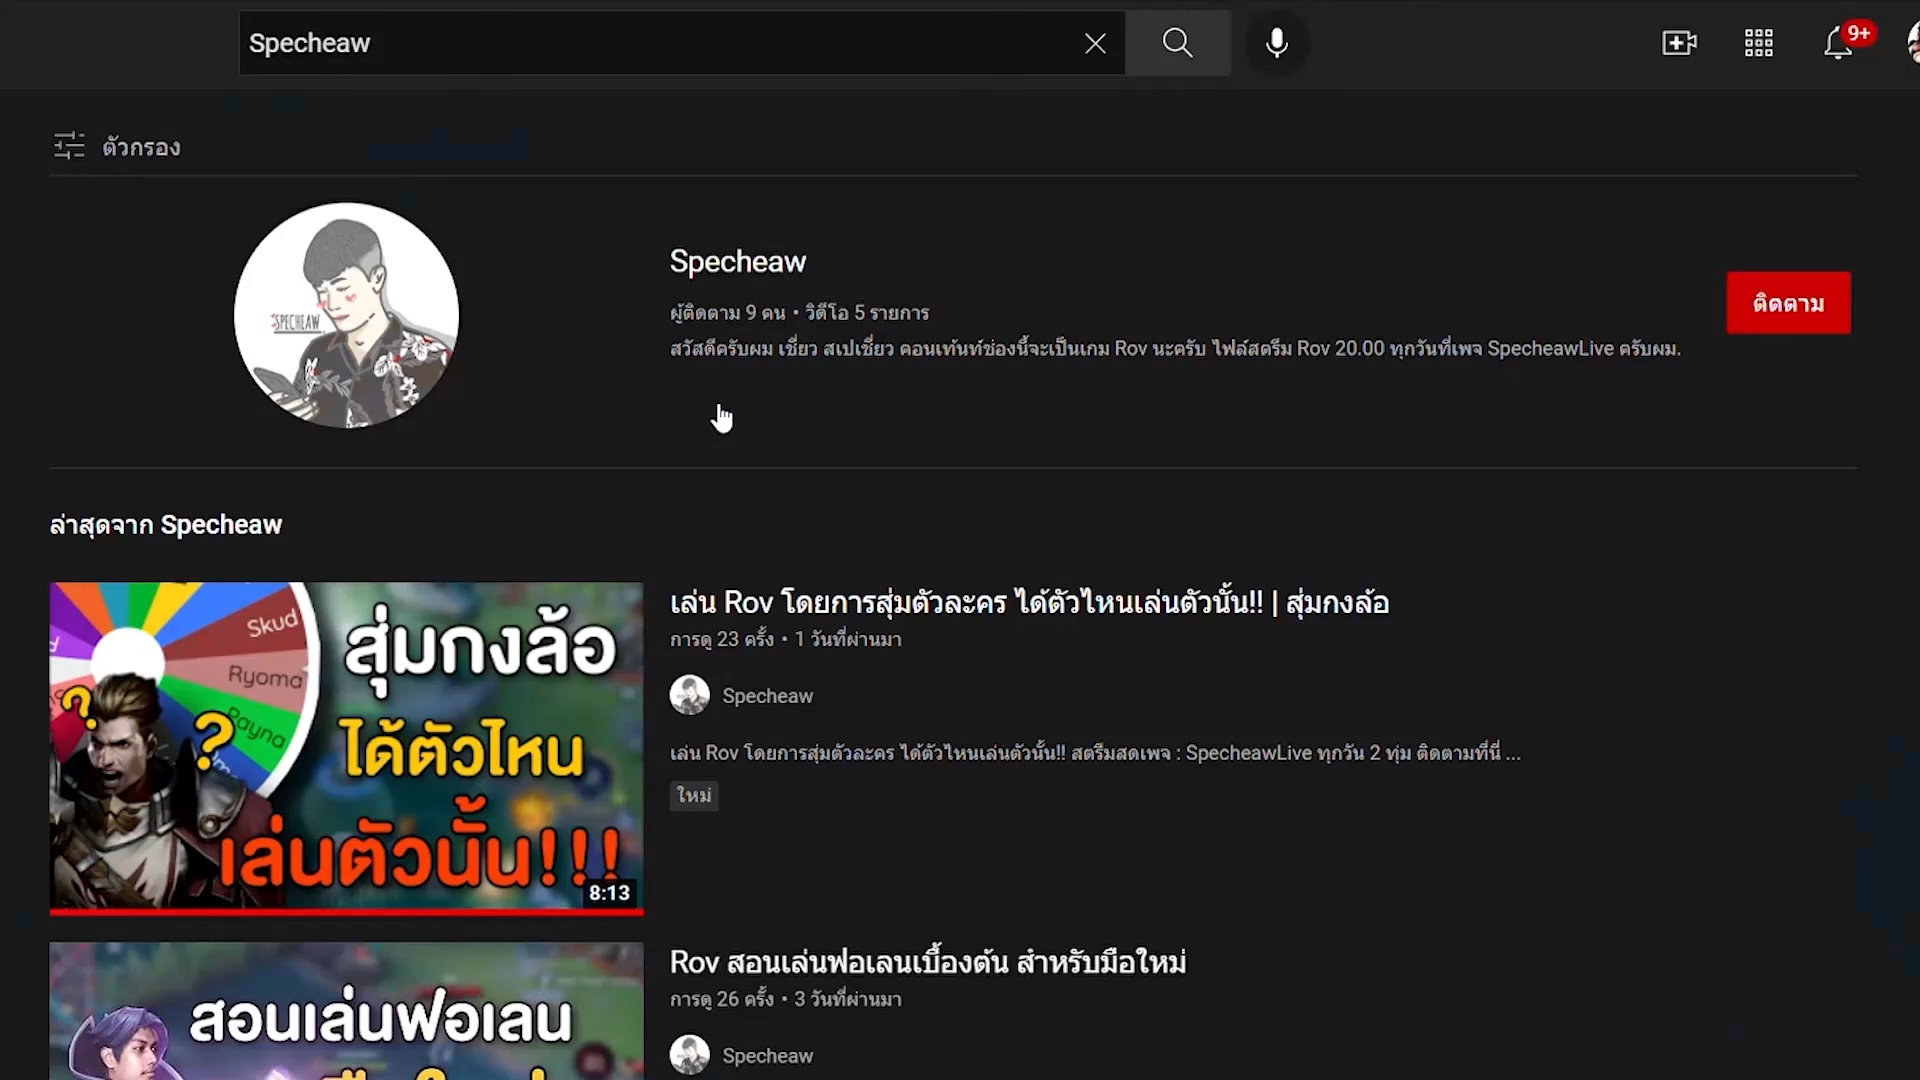 Specheaw
9+
ตัวกรอง
SPECHEAW
Specheaw
ผู้ติดตาม 9 คน • วิดีโอ 5 รายการ
สวัสดีครับผม เชี่ยว สเปเชี่ยว คอนเท้นท์ช่องนี้จะเป็นเกม Rov นะครับ ไฟล์สตรีม Rov 20.00 ทุกวันที่เพจ SpecheawLive ครับผม.
ติดตาม
ล่าสุดจาก Specheaw
Skud
Ryoma
Rayna
สุ่มกงล้อ
ได้ตัวไหน
เล่นตัวนั้น!!!
8:13
เล่น Rov โดยการสุ่มตัวละคร ได้ตัวไหนเล่นตัวนั้น!! | สุ่มกงล้อ
การดู 23 ครั้ง • 1 วันที่ผ่านมา
Specheaw
เล่น Rov โดยการสุ่มตัวละคร ได้ตัวไหนเล่นตัวนั้น!! สตรีมสดเพจ : SpecheawLive ทุกวัน 2 ทุ่ม ติดตามที่นี่ ...
ใหม่
สอนเล่นฟอเลน
Rov สอนเล่นฟอเลนเบื้องต้น สำหรับมือใหม่
การดู 26 ครั้ง • 3 วันที่ผ่านมา
Specheaw